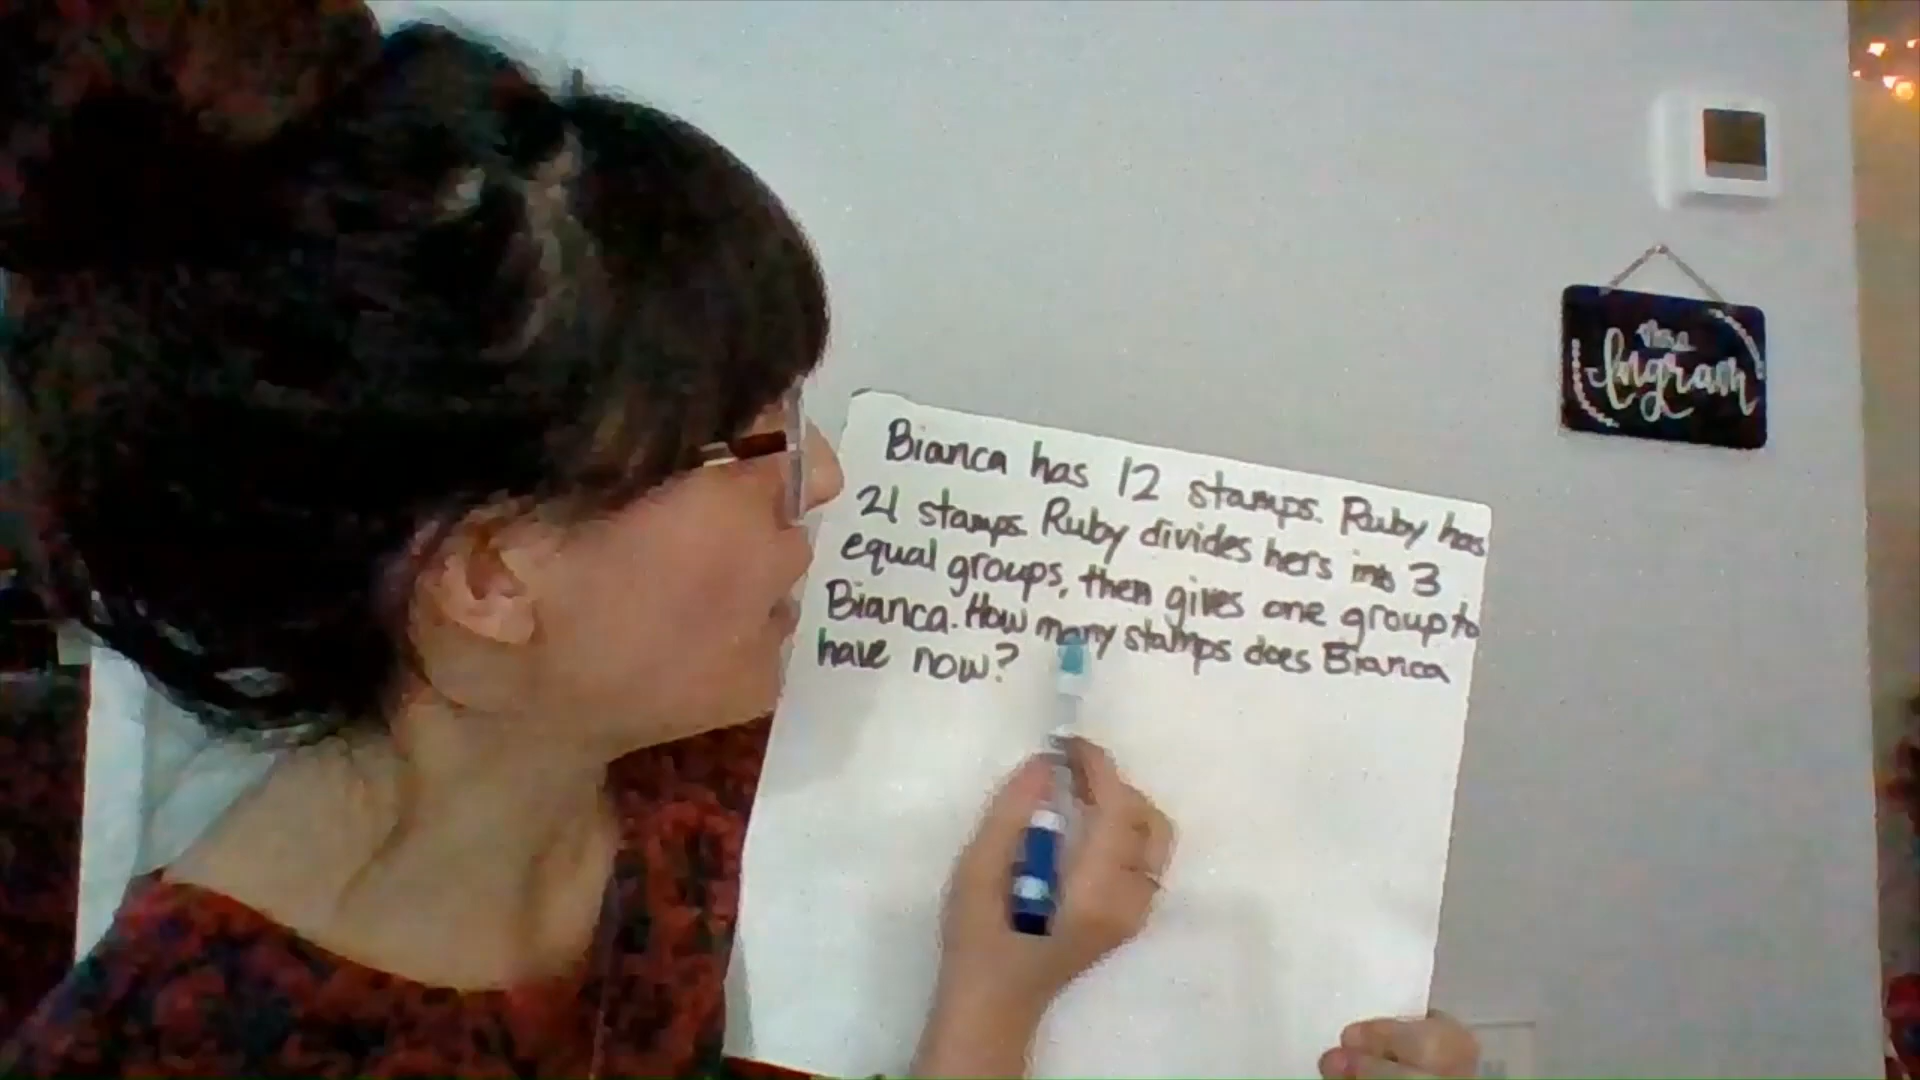 Bianca has 12 stamps. Ruby has
21 stamps. Ruby divides hers into 3
equal groups, then gives one group to
Bianca. How many stamps does Bianca
have now?
Mrs.
Ingram